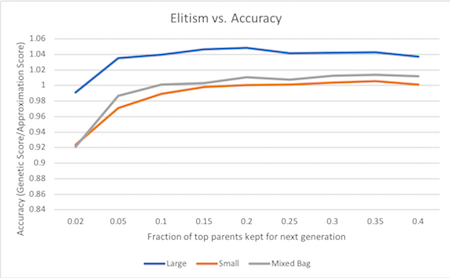 Elitism vs. Accuracy
Accuracy (Genetic Score/Approximation Score)
1.06
1.04
1.02
1
0.98
0.96
0.94
0.92
0.9
0.88
0.86
0.84
0.02 0.05 0.1 0.15 0.2 0.25 0.3 0.35 0.4
Fraction of top parents kept for next generation
Large Small Mixed Bag